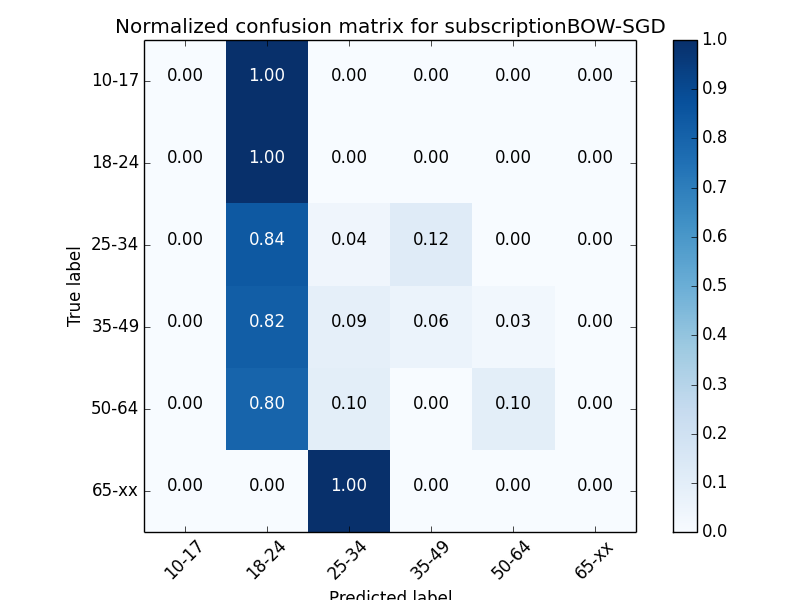 Normalized confusion matrix for subscriptionBOW-SGD
True label
10-17 0.00 1.00 0.00 0.00 0.00 0.00
18-24 0.00 1.00 0.00 0.00 0.00 0.00
25-34 0.00 0.84 0.04 0.12 0.00 0.00
35-49 0.00 0.82 0.09 0.06 0.03 0.00
50-64 0.00 0.80 0.10 0.00 0.10 0.00
65-xx 0.00 0.00 1.00 0.00 0.00 0.00
10-17 18-24 25-34 35-49 50-64 65-xx
Predicted label
1.0
0.9
0.8
0.7
0.6
0.5
0.4
0.3
0.2
0.1
0.0